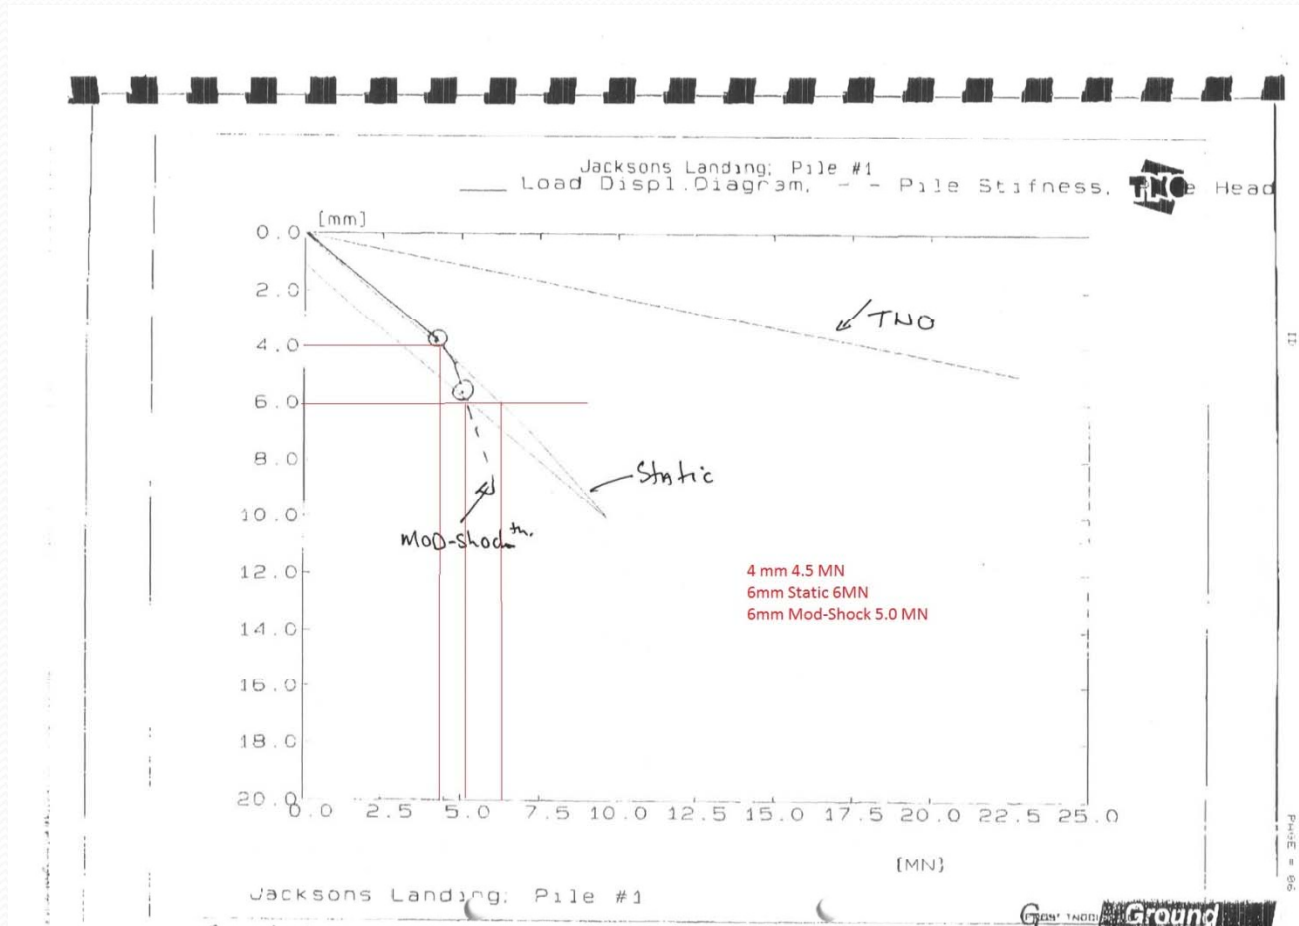 Jacksons Landing; Pile #1
Load Displ.Diagram, - - Pile Stifness, e Head
TNO
[mm]
0.0
2.0
4.0
6.0
8.0
10.0
12.0
14.0
16.0
18.0
20.0
TNO
Static
MOD-Shock
4 mm 4.5 MN
6mm Static 6MN
6mm Mod-Shock 5.0 MN
0.0 2.5 5.0 7.5 10.0 12.5 15.0 17.5 20.0 22.5 25.0
[MN]
Jacksons Landing; Pile #1
Ground
ID
PAGE = 06